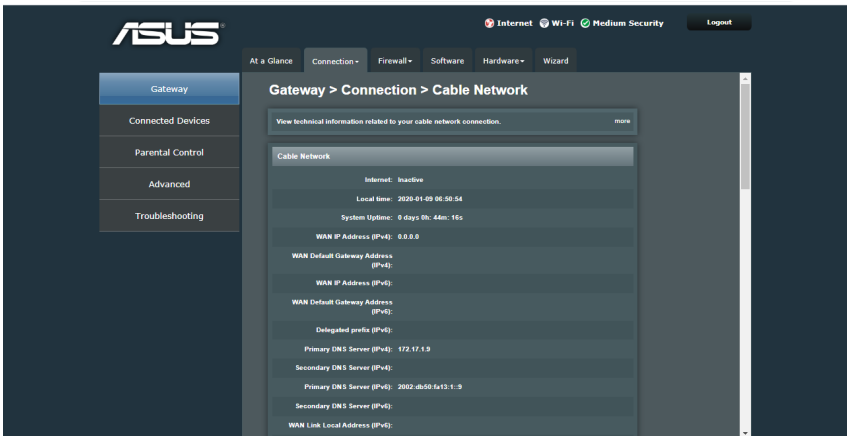 ASUS
Internet Wi-Fi Medium Security
Logout
At a Glance Connection Firewall Software Hardware Wizard
Gateway
Connected Devices
Parental Control
Advanced
Troubleshooting
Gateway > Connection > Cable Network
View technical information related to your cable network connection. more
Cable Network
Internet: Inactive
Local time: 2020-01-09 06:50:54
System Uptime: 0 days 0h: 44m: 16s
WAN IP Address (IPv4): 0.0.0.0
WAN Default Gateway Address
(IPv4):
WAN IP Address (IPv6):
WAN Default Gateway Address
(IPv6):
Delegated prefix (IPv6):
Primary DNS Server (IPv4): 172.17.1.9
Secondary DNS Server (IPv4):
Primary DNS Server (IPv6): 2002:db50:fa13:1::9
Secondary DNS Server (IPv6):
WAN Link Local Address (IPv6):